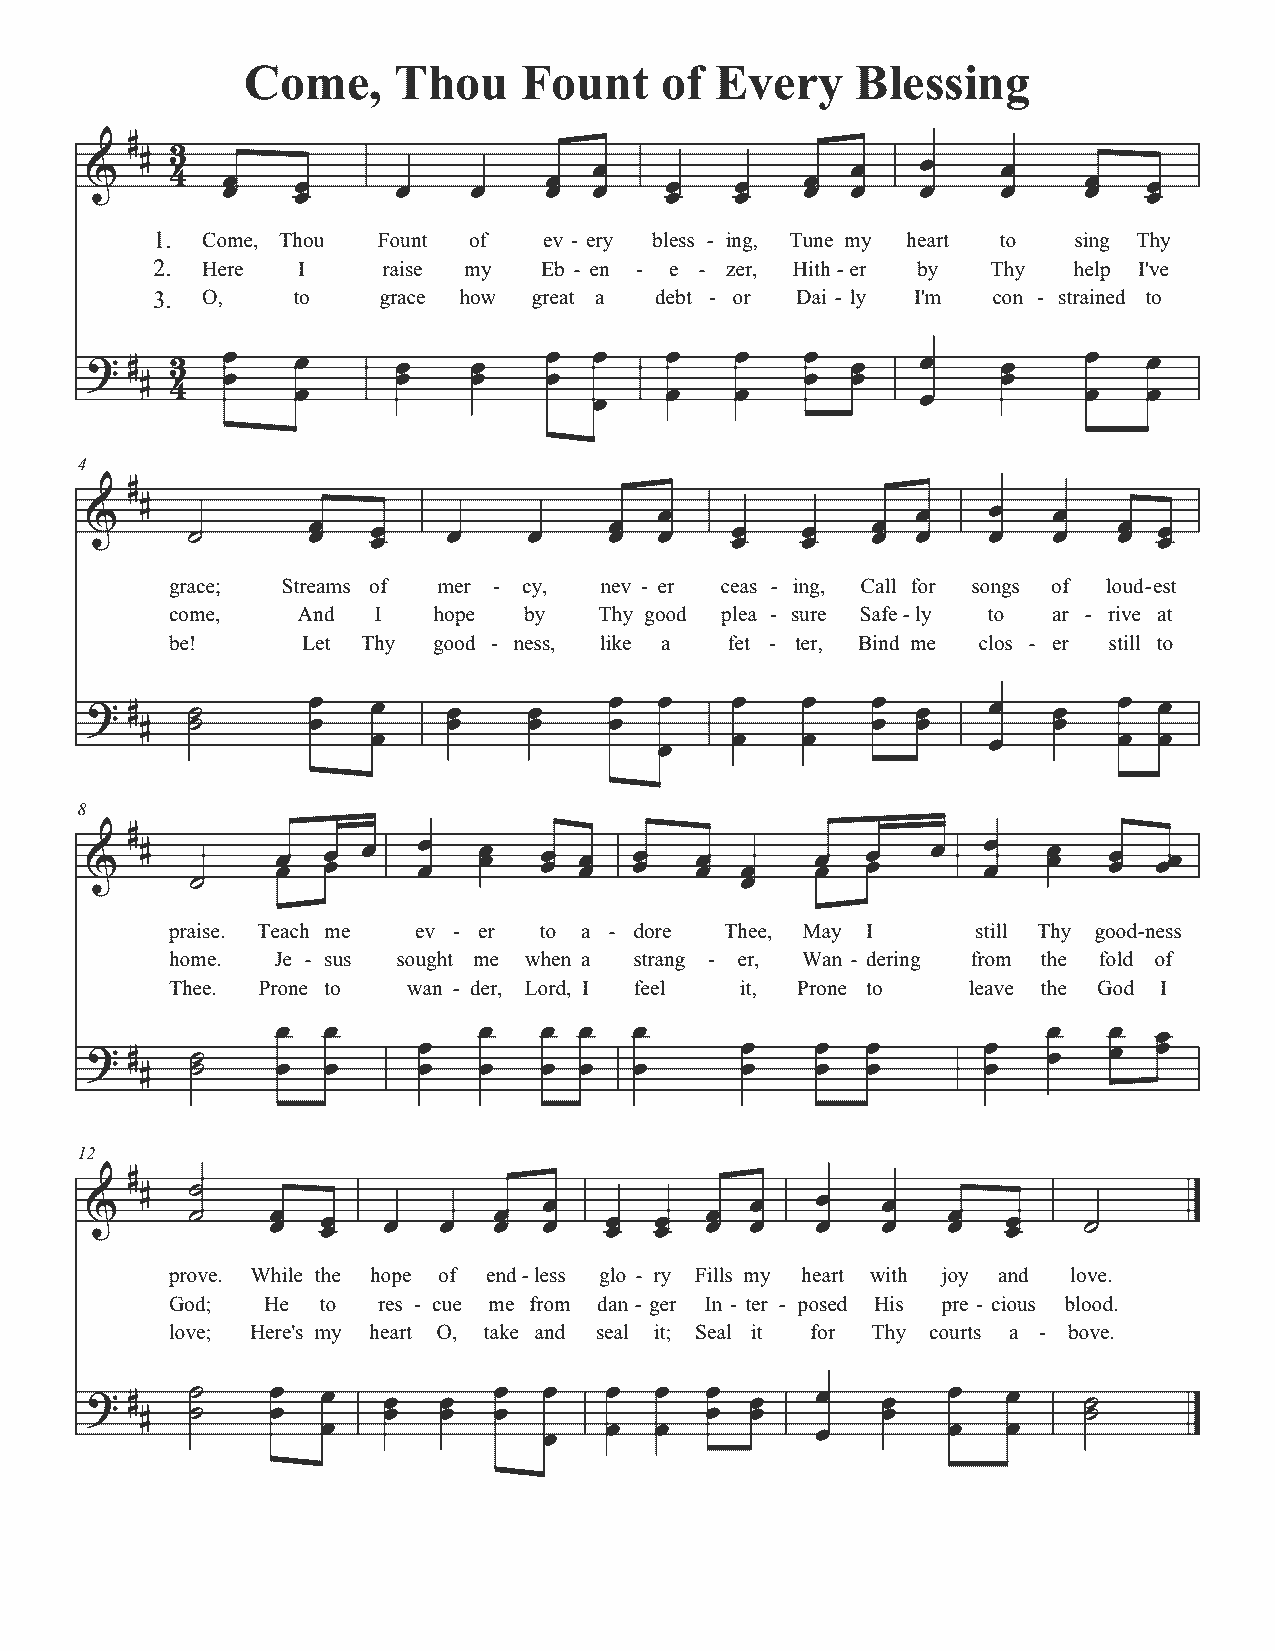 Come, Thou Fount of Every Blessing
3
4
1. Come, Thou Fount of ev - ery bless - ing, Tune my heart to sing Thy
2. Here I raise my Eb - en - e - zer, Hith - er by Thy help I've
3. O, to grace how great a debt - or Dai - ly I'm con - strained to
3
4
4
grace; Streams of mer - cy, nev - er ceas - ing, Call for songs of loud-est
come, And I hope by Thy good plea - sure Safe - ly to ar - rive at
be! Let Thy good - ness, like a fet - ter, Bind me clos - er still to
8
praise. Teach me ev - er to a - dore Thee, May I still Thy good-ness
home. Je - sus sought me when a strang - er, Wan - dering from the fold of
Thee. Prone to wan - der, Lord, I feel it, Prone to leave the God I
12
prove. While the hope of end - less glo - ry Fills my heart with joy and love.
God; He to res - cue me from dan - ger In - ter - posed His pre - cious blood.
love; Here's my heart O, take and seal it; Seal it for Thy courts a - bove.